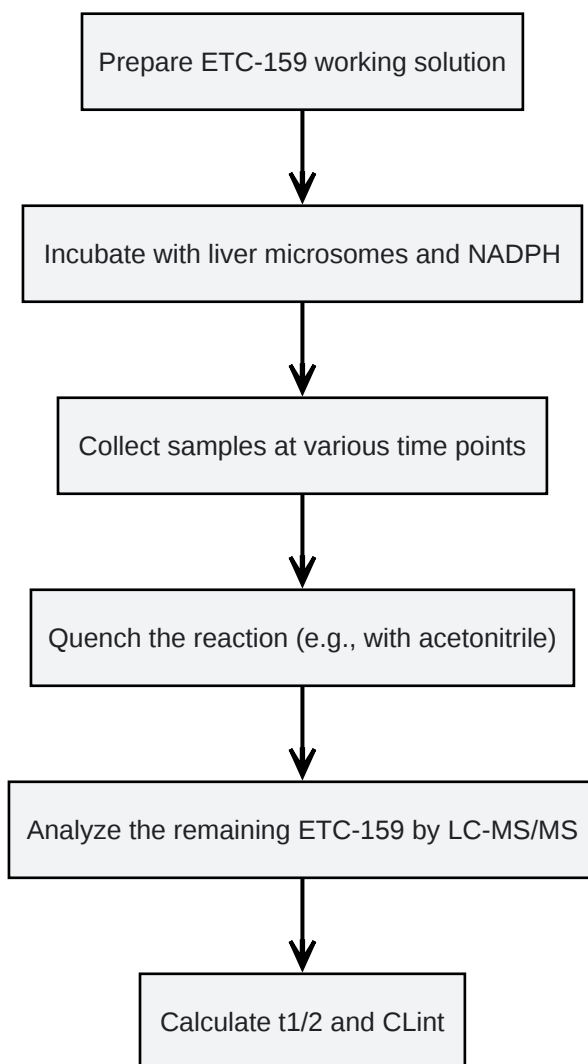 Prepare ETC-159 working solution
Incubate with liver microsomes and NADPH
Collect samples at various time points
Quench the reaction (e.g., with acetonitrile)
Analyze the remaining ETC-159 by LC-MS/MS
Calculate t1/2 and CLint